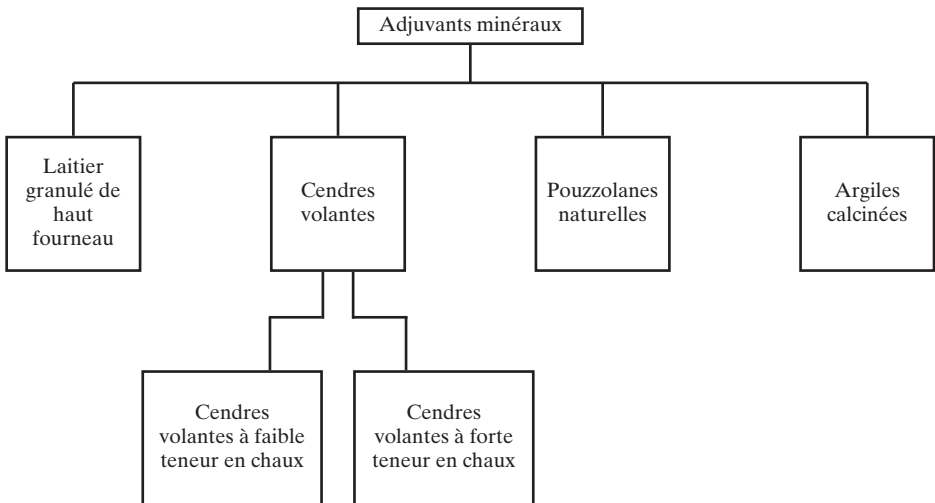 Adjuvants minéraux
Laitier
granulé de
haut
fourneau
Cendres
volantes
Pouzzolanes
naturelles
Argiles
calcinées
Cendres
volantes à faible
teneur en chaux
Cendres
volantes à forte
teneur en chaux